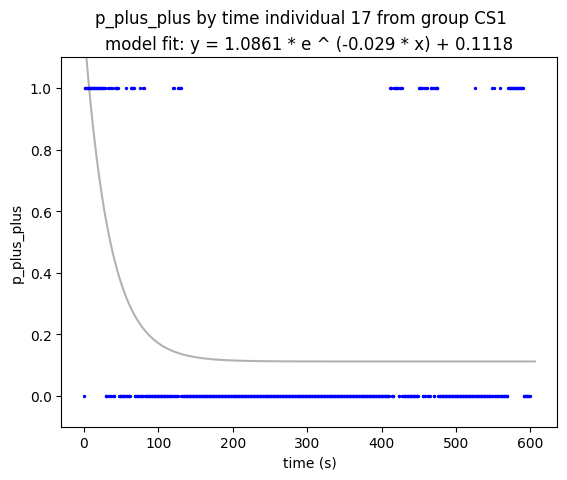 p_plus_plus by time individual 17 from group CS1
model fit: y = 1.0861 * e ^ (-0.029 * x) + 0.1118
1.0
0.8
0.6
0.4
0.2
0.0
p_plus_plus
0 100 200 300 400 500 600
time (s)